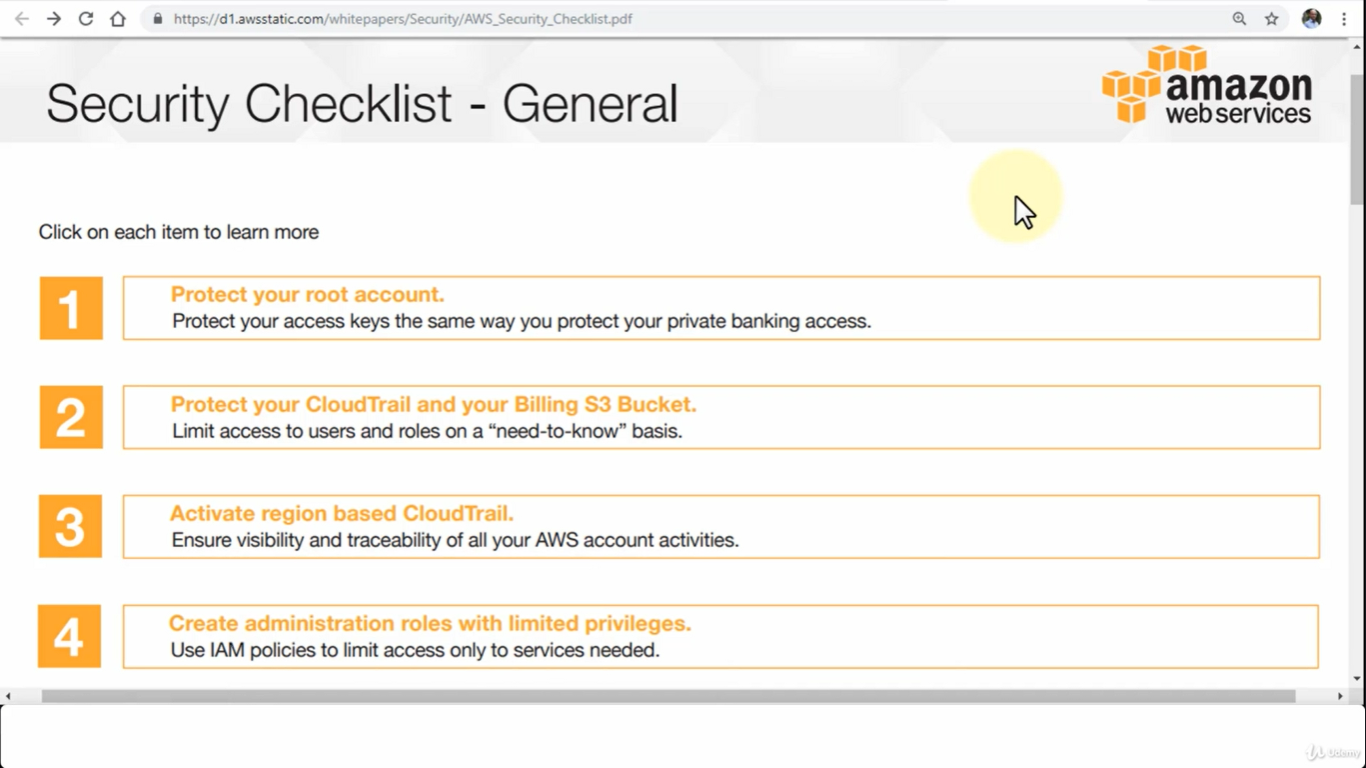 https://d1.awsstatic.com/whitepapers/Security/AWS_Security_Checklist.pdf
Security Checklist - General
amazon
web services
Click on each item to learn more
1
Protect your root account.
Protect your access keys the same way you protect your private banking access.
2
Protect your CloudTrail and your Billing S3 Bucket.
Limit access to users and roles on a “need-to-know” basis.
3
Activate region based CloudTrail.
Ensure visibility and traceability of all your AWS account activities.
4
Create administration roles with limited privileges.
Use IAM policies to limit access only to services needed.
Udemy